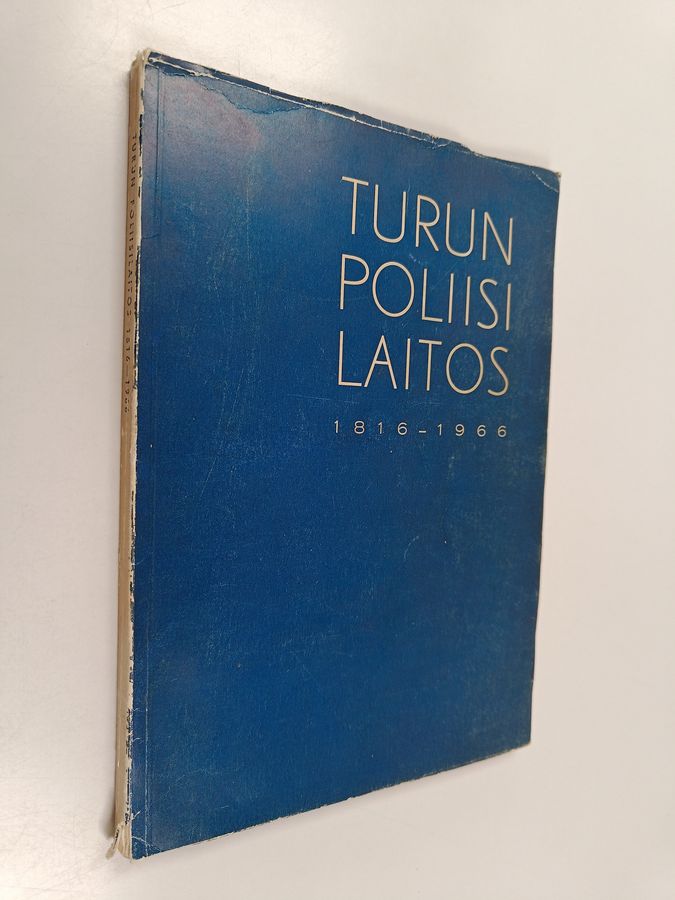 TURUN
POLIISI
LAITOS
1816-1966
TURUN POLIISILAITOS 1816-1966